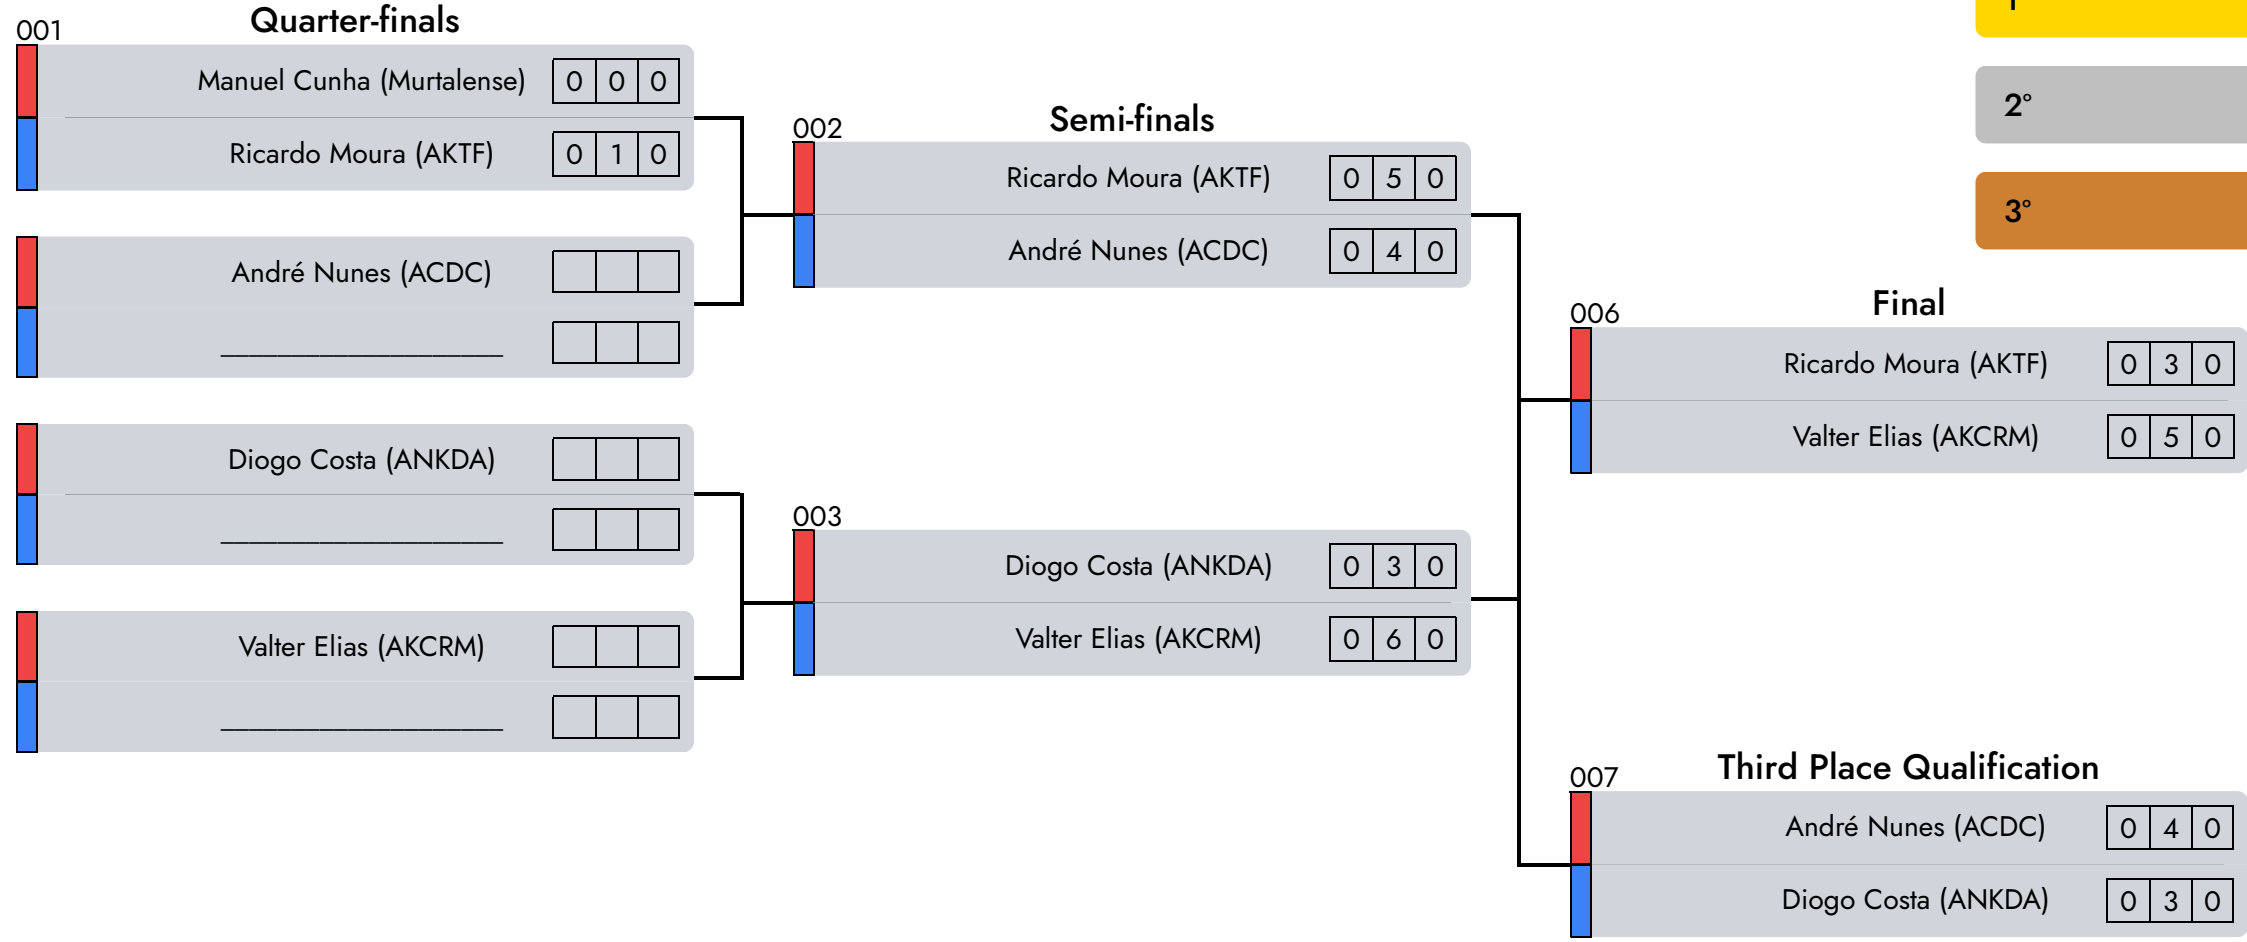 Quarter-finals
001
Manuel Cunha (Murtalense) 0 0 0
Ricardo Moura (AKTF) 0 1 0
André Nunes (ACDC)
Diogo Costa (ANKDA)
Valter Elias (AKCRM)
Semi-finals
002
Ricardo Moura (AKTF) 0 5 0
André Nunes (ACDC) 0 4 0
003
Diogo Costa (ANKDA) 0 3 0
Valter Elias (AKCRM) 0 6 0
2°
3°
Final
006
Ricardo Moura (AKTF) 0 3 0
Valter Elias (AKCRM) 0 5 0
Third Place Qualification
007
André Nunes (ACDC) 0 4 0
Diogo Costa (ANKDA) 0 3 0